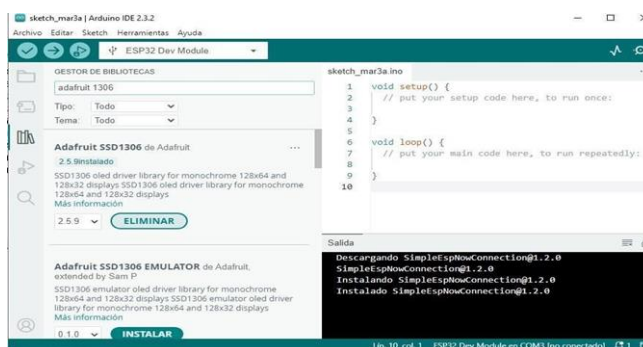 sketch_mar3a | Arduino IDE 2.3.2
Archivo Editar Sketch Herramientas Ayuda
ESP32 Dev Module
GESTOR DE BIBLIOTECAS
adafruit 1306
Tipo: Todo
Tema: Todo
Adafruit SSD1306 de Adafruit
2.5.9instalado
SSD1306 oled driver library for monochrome 128x64 and
128x32 displays SSD1306 oled driver library for monochrome
128x64 and 128x32 displays
Más información
2.5.9 ELIMINAR
Adafruit SSD1306 EMULATOR de Adafruit,
extended by Sam P
SSD1306 emulator oled driver library for monochrome
128x64 and 128x32 displays SSD1306 emulator oled driver
library for monochrome 128x64 and 128x32 displays
Más información
0.1.0 INSTALAR
sketch_mar3a.ino
1 void setup() {
2 // put your setup code here, to run once:
3
4 }
5
6 void loop() {
7 // put your main code here, to run repeatedly:
8
9 }
10
Salida
Descargando SimpleEspNowConnection@1.2.0
SimpleEspNowConnection@1.2.0
Instalando SimpleEspNowConnection@1.2.0
Instalado SimpleEspNowConnection@1.2.0
Lín. 10, col. 1 ESP32 Dev Module en COM3 [no conectado] 1